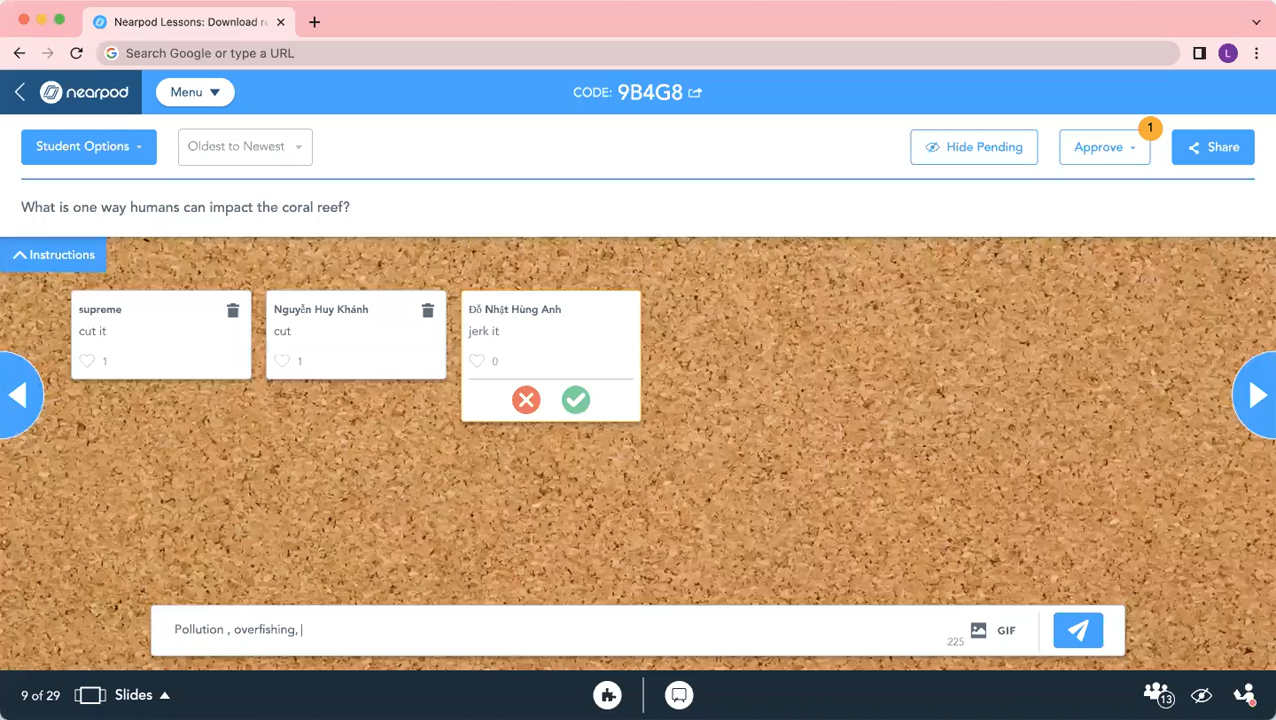 Nearpod Lessons: Download r
Search Google or type a URL
L
nearpod
Menu
CODE: 9B4G8
Student Options
Oldest to Newest
Hide Pending
Approve
1
Share
What is one way humans can impact the coral reef?
Instructions
supreme
cut it
1
Nguyễn Huy Khánh
cut
1
Đỗ Nhật Hùng Anh
jerk it
0
Pollution , overfishing,
225
GIF
9 of 29
Slides
13